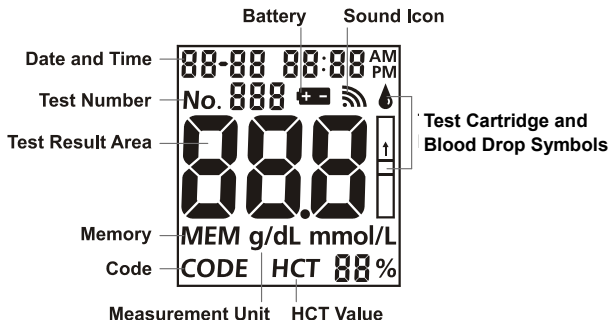 Battery Sound Icon
Date and Time 88-88 88:88 AM PM
Test Number No. 888
Test Cartridge and
Blood Drop Symbols
Test Result Area 88.8
Memory MEM g/dL mmol/L
Code CODE HCT 88%
Measurement Unit HCT Value